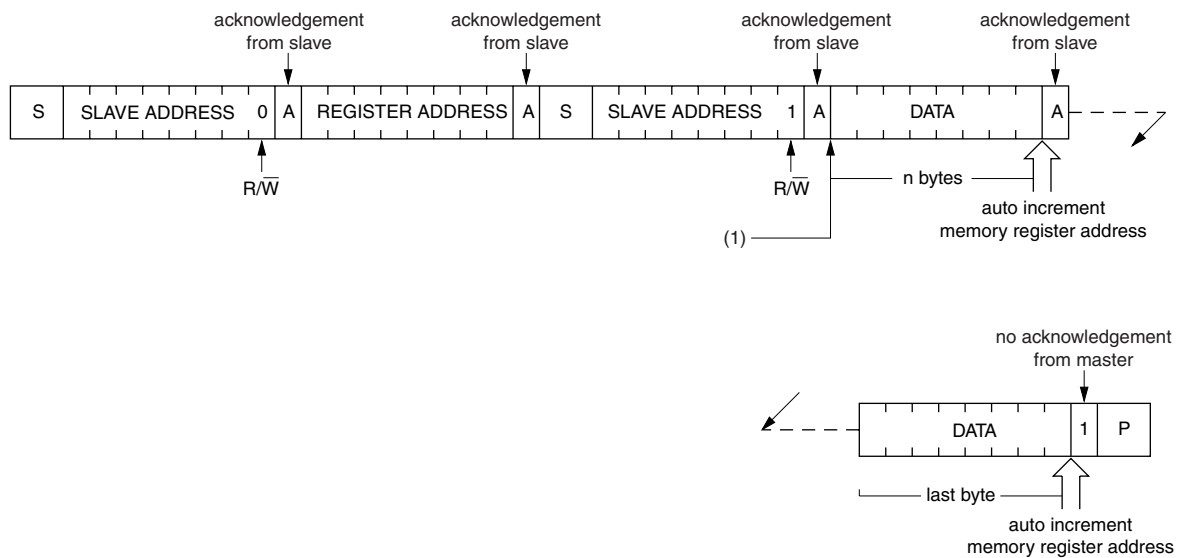 acknowledgement
from slave
acknowledgement
from slave
acknowledgement
from slave
acknowledgement
from slave
S SLAVE ADDRESS 0 A REGISTER ADDRESS A S SLAVE ADDRESS 1 A DATA A
R/W̅
R/W̅
n bytes
auto increment
memory register address
(1)
no acknowledgement
from master
DATA 1 P
last byte
auto increment
memory register address